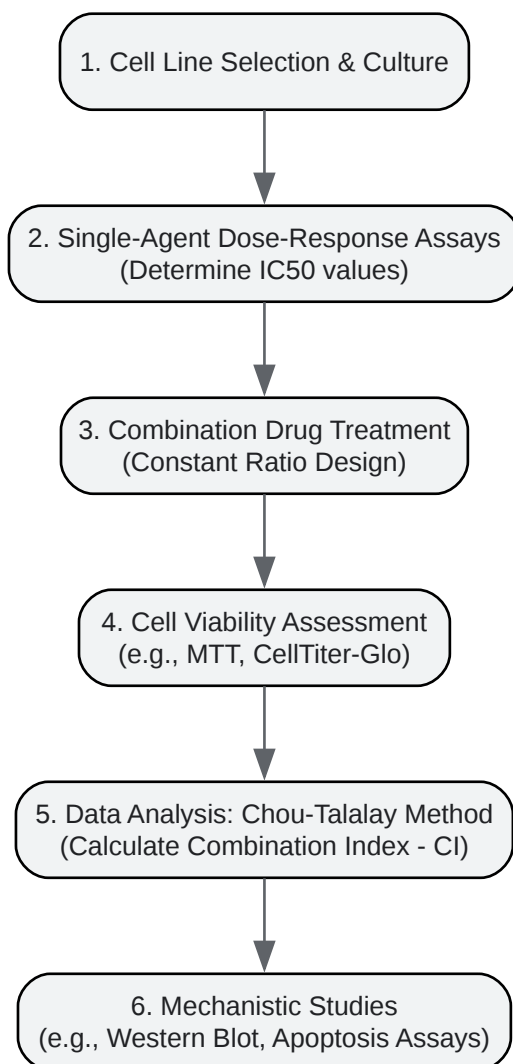 1. Cell Line Selection & Culture
2. Single-Agent Dose-Response Assays
(Determine IC50 values)
3. Combination Drug Treatment
(Constant Ratio Design)
4. Cell Viability Assessment
(e.g., MTT, CellTiter-Glo)
5. Data Analysis: Chou-Talalay Method
(Calculate Combination Index - CI)
6. Mechanistic Studies
(e.g., Western Blot, Apoptosis Assays)